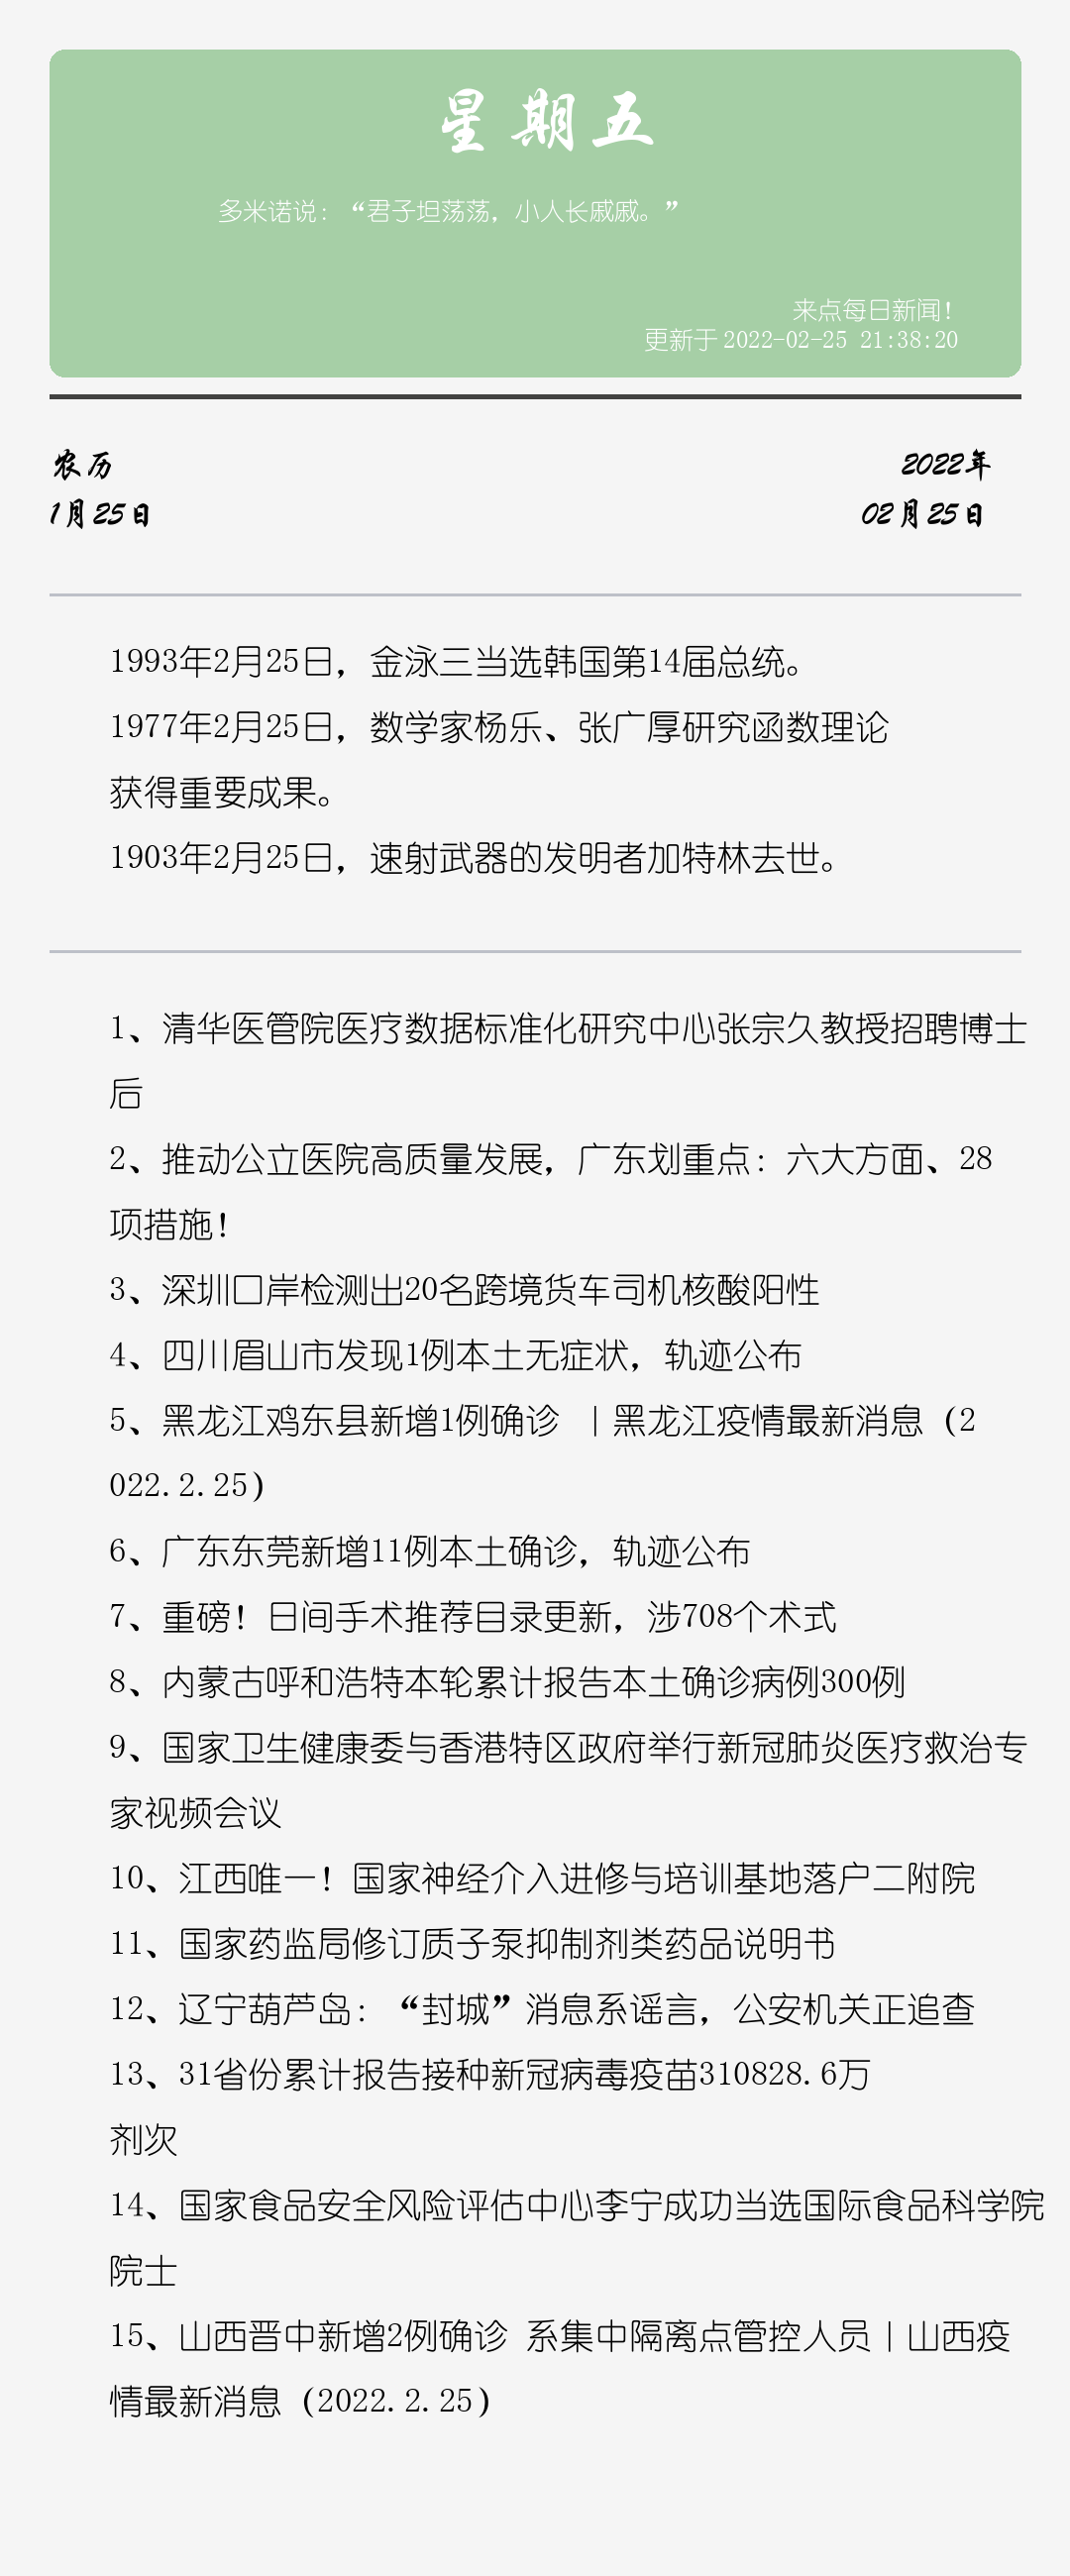 星期五
多米诺说：“君子坦荡荡，小人长戚戚。”
来点每日新闻！
更新于 2022-02-25 21:38:20
农历
1月25日
2022年
02月25日
1993年2月25日，金泳三当选韩国第14届总统。
1977年2月25日，数学家杨乐、张广厚研究函数理论
获得重要成果。
1903年2月25日，速射武器的发明者加特林去世。
1、清华医管院医疗数据标准化研究中心张宗久教授招聘博士
后
2、推动公立医院高质量发展，广东划重点：六大方面、28
项措施！
3、深圳口岸检测出20名跨境货车司机核酸阳性
4、四川眉山市发现1例本土无症状，轨迹公布
5、黑龙江鸡东县新增1例确诊 丨黑龙江疫情最新消息（2
022.2.25）
6、广东东莞新增11例本土确诊，轨迹公布
7、重磅！日间手术推荐目录更新，涉708个术式
8、内蒙古呼和浩特本轮累计报告本土确诊病例300例
9、国家卫生健康委与香港特区政府举行新冠肺炎医疗救治专
家视频会议
10、江西唯一！国家神经介入进修与培训基地落户二附院
11、国家药监局修订质子泵抑制剂类药品说明书
12、辽宁葫芦岛：“封城”消息系谣言，公安机关正追查
13、31省份累计报告接种新冠病毒疫苗310828.6万
剂次
14、国家食品安全风险评估中心李宁成功当选国际食品科学院
院士
15、山西晋中新增2例确诊 系集中隔离点管控人员丨山西疫
情最新消息（2022.2.25）